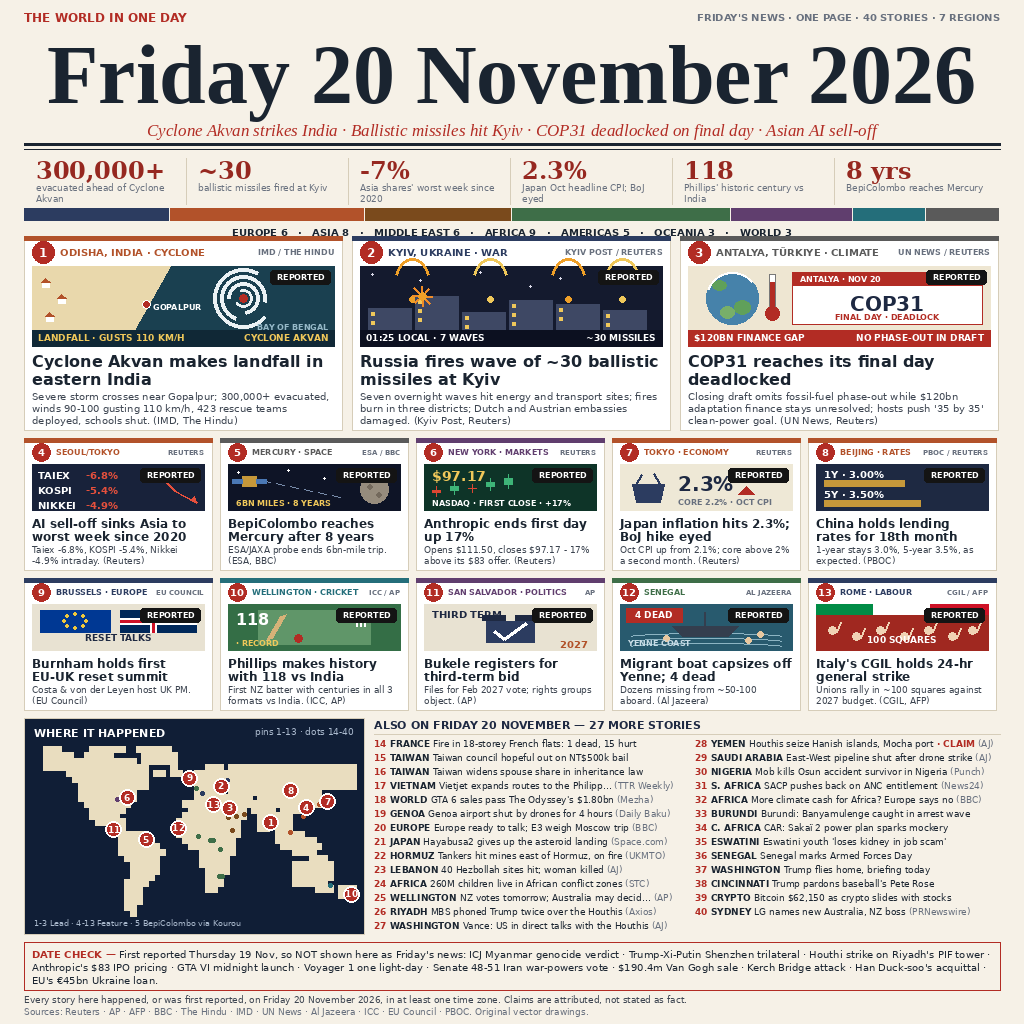 THE WORLD IN ONE DAY
FRIDAY'S NEWS · ONE PAGE · 40 STORIES · 7 REGIONS
Friday 20 November 2026
Cyclone Akvan strikes India · Ballistic missiles hit Kyiv · COP31 deadlocked on final day · Asian AI sell-off
300,000+
evacuated ahead of Cyclone
Akvan
~30
ballistic missiles fired at Kyiv
-7%
Asia shares' worst week since
2020
2.3%
Japan Oct headline CPI; BoJ
eyed
118
Phillips' historic century vs
India
8 yrs
BepiColombo reaches Mercury
EUROPE 6 · ASIA 8 · MIDDLE EAST 6 · AFRICA 9 · AMERICAS 5 · OCEANIA 3 · WORLD 3
1 ODISHA, INDIA · CYCLONE IMD / THE HINDU
REPORTED
GOPALPUR
BAY OF BENGAL
LANDFALL · GUSTS 110 KM/H CYCLONE AKVAN
Cyclone Akvan makes landfall in
eastern India
Severe storm crosses near Gopalpur; 300,000+ evacuated,
winds 90-100 gusting 110 km/h, 423 rescue teams
deployed, schools shut. (IMD, The Hindu)
2 KYIV, UKRAINE · WAR KYIV POST / REUTERS
REPORTED
01:25 LOCAL · 7 WAVES ~30 MISSILES
Russia fires wave of ~30 ballistic
missiles at Kyiv
Seven overnight waves hit energy and transport sites; fires
burn in three districts; Dutch and Austrian embassies
damaged. (Kyiv Post, Reuters)
3 ANTALYA, TÜRKIYE · CLIMATE UN NEWS / REUTERS
REPORTED
ANTALYA · NOV 20
COP31
FINAL DAY · DEADLOCK
$120BN FINANCE GAP NO PHASE-OUT IN DRAFT
COP31 reaches its final day
deadlocked
Closing draft omits fossil-fuel phase-out while $120bn
adaptation finance stays unresolved; hosts push '35 by 35'
clean-power goal. (UN News, Reuters)
4 SEOUL/TOKYO REUTERS
REPORTED
TAIEX -6.8%
KOSPI -5.4%
NIKKEI -4.9%
AI sell-off sinks Asia to
worst week since 2020
Taiex -6.8%, KOSPI -5.4%, Nikkei
-4.9% intraday. (Reuters)
5 MERCURY · SPACE ESA / BBC
REPORTED
6BN MILES · 8 YEARS
BepiColombo reaches
Mercury after 8 years
ESA/JAXA probe ends 6bn-mile trip.
(ESA, BBC)
6 NEW YORK · MARKETS REUTERS
REPORTED
$97.17
NASDAQ · FIRST CLOSE · +17%
Anthropic ends first day
up 17%
Opens $111.50, closes $97.17 - 17%
above its $83 offer. (Reuters)
7 TOKYO · ECONOMY REUTERS
REPORTED
2.3%
CORE 2.2% · OCT CPI
Japan inflation hits 2.3%;
BoJ hike eyed
Oct CPI up from 2.1%; core above 2%
a second month. (Reuters)
8 BEIJING · RATES PBOC / REUTERS
REPORTED
1Y · 3.00%
5Y · 3.50%
China holds lending
rates for 18th month
1-year stays 3.0%, 5-year 3.5%, as
expected. (PBOC)
9 BRUSSELS · EUROPE EU COUNCIL
REPORTED
RESET TALKS
Burnham holds first
EU-UK reset summit
Costa & von der Leyen host UK PM.
(EU Council)
10 WELLINGTON · CRICKET ICC / AP
REPORTED
118
· RECORD
Phillips makes history
with 118 vs India
First NZ batter with centuries in all 3
formats vs India. (ICC, AP)
11 SAN SALVADOR · POLITICS AP
REPORTED
THIRD TERM
2027
Bukele registers for
third-term bid
Files for Feb 2027 vote; rights groups
object. (AP)
12 SENEGAL AL JAZEERA
REPORTED
4 DEAD
YENNE COAST
Migrant boat capsizes off
Yenne; 4 dead
Dozens missing from ~50-100
aboard. (Al Jazeera)
13 ROME · LABOUR CGIL / AFP
REPORTED
100 SQUARES
Italy's CGIL holds 24-hr
general strike
Unions rally in ~100 squares against
2027 budget. (CGIL, AFP)
WHERE IT HAPPENED pins 1-13 · dots 14-40
9
2
6
13
3
8
4
7
11
5
12
1
10
1-3 Lead · 4-13 Feature · 5 BepiColombo via Kourou
ALSO ON FRIDAY 20 NOVEMBER — 27 MORE STORIES
14 FRANCE Fire in 18-storey French flats: 1 dead, 15 hurt
15 TAIWAN Taiwan council hopeful out on NT$500k bail
16 TAIWAN Taiwan widens spouse share in inheritance law
17 VIETNAM Vietjet expands routes to the Philipp... (TTR Weekly)
18 WORLD GTA 6 sales pass The Odyssey's $1.80bn (Mezha)
19 GENOA Genoa airport shut by drones for 4 hours (Daily Baku)
20 EUROPE Europe ready to talk; E3 weigh Moscow trip (BBC)
21 JAPAN Hayabusa2 gives up the asteroid landing (Space.com)
22 HORMUZ Tankers hit mines east of Hormuz, on fire (UKMTO)
23 LEBANON 40 Hezbollah sites hit; woman killed (AJ)
24 AFRICA 260M children live in African conflict zones (STC)
25 WELLINGTON NZ votes tomorrow; Australia may decid... (AP)
26 RIYADH MBS phoned Trump twice over the Houthis (Axios)
27 WASHINGTON Vance: US in direct talks with the Houthis (AJ)
28 YEMEN Houthis seize Hanish islands, Mocha port · CLAIM (AJ)
29 SAUDI ARABIA East-West pipeline shut after drone strike (AJ)
30 NIGERIA Mob kills Osun accident survivor in Nigeria (Punch)
31 S. AFRICA SACP pushes back on ANC entitlement (News24)
32 AFRICA More climate cash for Africa? Europe says no (BBC)
33 BURUNDI Burundi: Banyamulenge caught in arrest wave
34 C. AFRICA CAR: Sakaï 2 power plan sparks mockery
35 ESWATINI Eswatini youth 'loses kidney in job scam'
36 SENEGAL Senegal marks Armed Forces Day
37 WASHINGTON Trump flies home, briefing today
38 CINCINNATI Trump pardons baseball's Pete Rose
39 CRYPTO Bitcoin $62,150 as crypto slides with stocks
40 SYDNEY LG names new Australia, NZ boss (PRNewswire)
DATE CHECK — First reported Thursday 19 Nov, so NOT shown here as Friday's news: ICJ Myanmar genocide verdict · Trump-Xi-Putin Shenzhen trilateral · Houthi strike on Riyadh's PIF tower ·
Anthropic's $83 IPO pricing · GTA VI midnight launch · Voyager 1 one light-day · Senate 48-51 Iran war-powers vote · $190.4m Van Gogh sale · Kerch Bridge attack · Han Duck-soo's acquittal ·
EU's €45bn Ukraine loan.
Every story here happened, or was first reported, on Friday 20 November 2026, in at least one time zone. Claims are attributed, not stated as fact.
Sources: Reuters · AP · AFP · BBC · The Hindu · IMD · UN News · Al Jazeera · ICC · EU Council · PBOC. Original vector drawings.